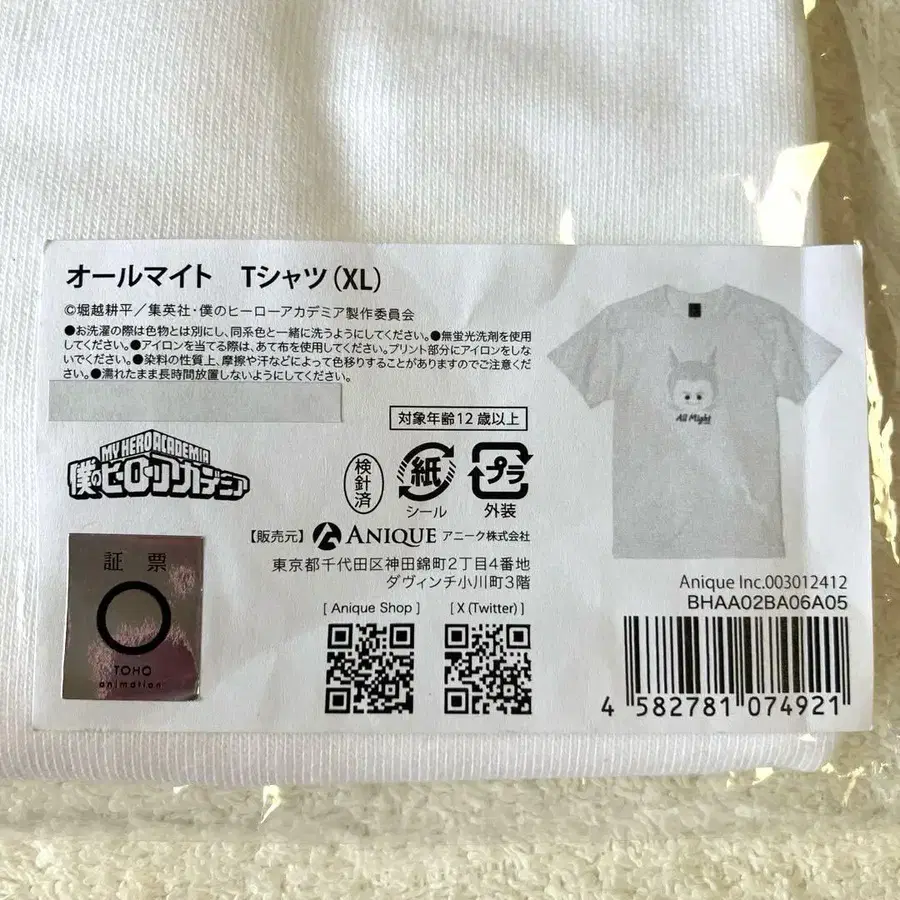 オールマイト Tシャツ(XL)
©堀越耕平/集英社・僕のヒーローアカデミア製作委員会
●お洗濯の際は色物とは別にし、同系色と一緒に洗うようにしてください。●無蛍光洗剤を使用
してください。●アイロンを当てる際は、あて布を使用してください。プリント部分にアイロンをしな
いでください。●染料の性質上、摩擦や汗などによって色移りすることがありますのでご注意くださ
い。●濡れたまま長時間放置しないようにしてください。
対象年齢12歳以上
MY HERO ACADEMIA
僕のヒーローアカデミア
検針済
紙
シール
プラ
外装
【販売元】 ANIQUE アニーク株式会社
東京都千代田区神田錦町2丁目4番地
ダヴィンチ小川町3階
[ Anique Shop ]
[ X (Twitter) ]
証票
TOHO
animation
All Might
Anique Inc.003012412
BHAA02BA06A05
4 582781 074921